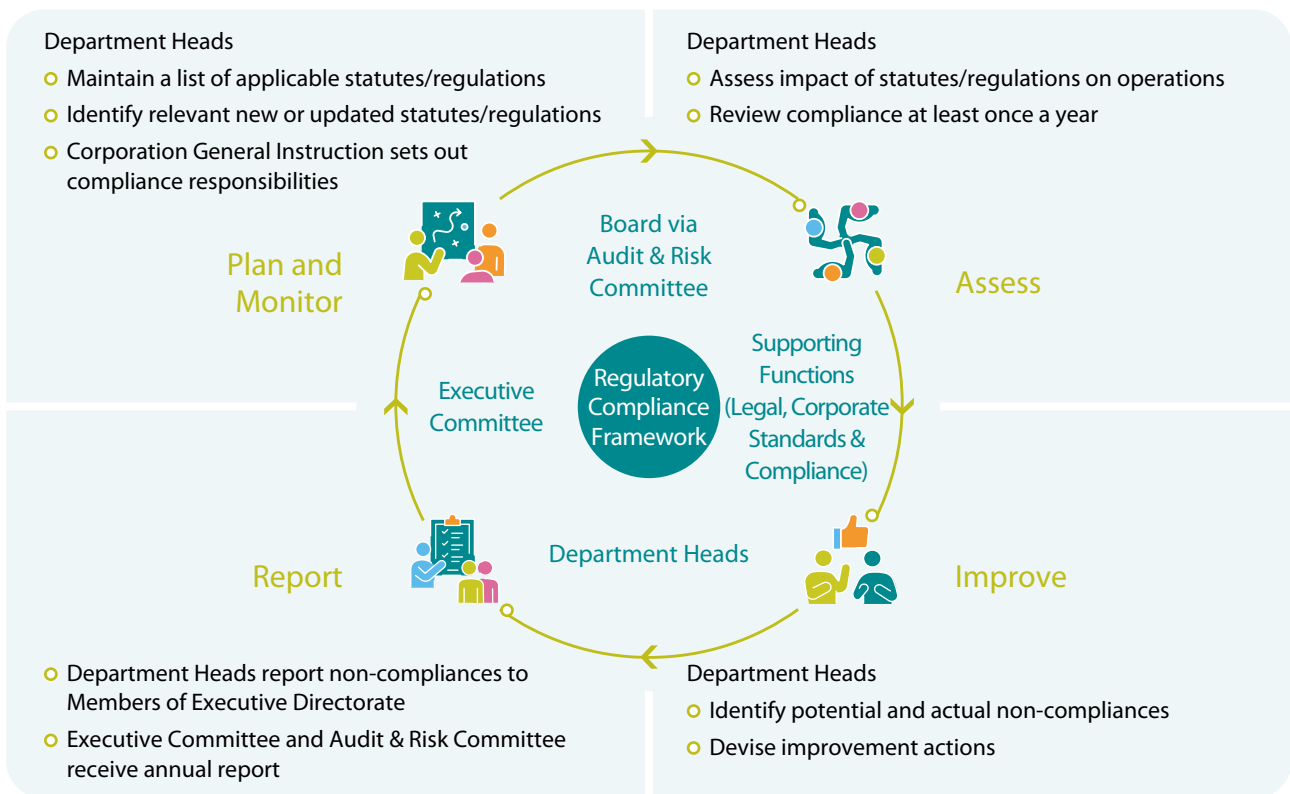 Department Heads
Maintain a list of applicable statutes/regulations
Identify relevant new or updated statutes/regulations
Corporation General Instruction sets out
compliance responsibilities
Plan and
Monitor
Department Heads
Assess impact of statutes/regulations on operations
Review compliance at least once a year
Assess
Board via
Audit & Risk
Committee
Executive
Committee
Regulatory
Compliance
Framework
Supporting
Functions
(Legal, Corporate
Standards &
Compliance)
Department Heads
Report
Department Heads report non-compliances to
Members of Executive Directorate
Executive Committee and Audit & Risk Committee
receive annual report
Improve
Department Heads
Identify potential and actual non-compliances
Devise improvement actions